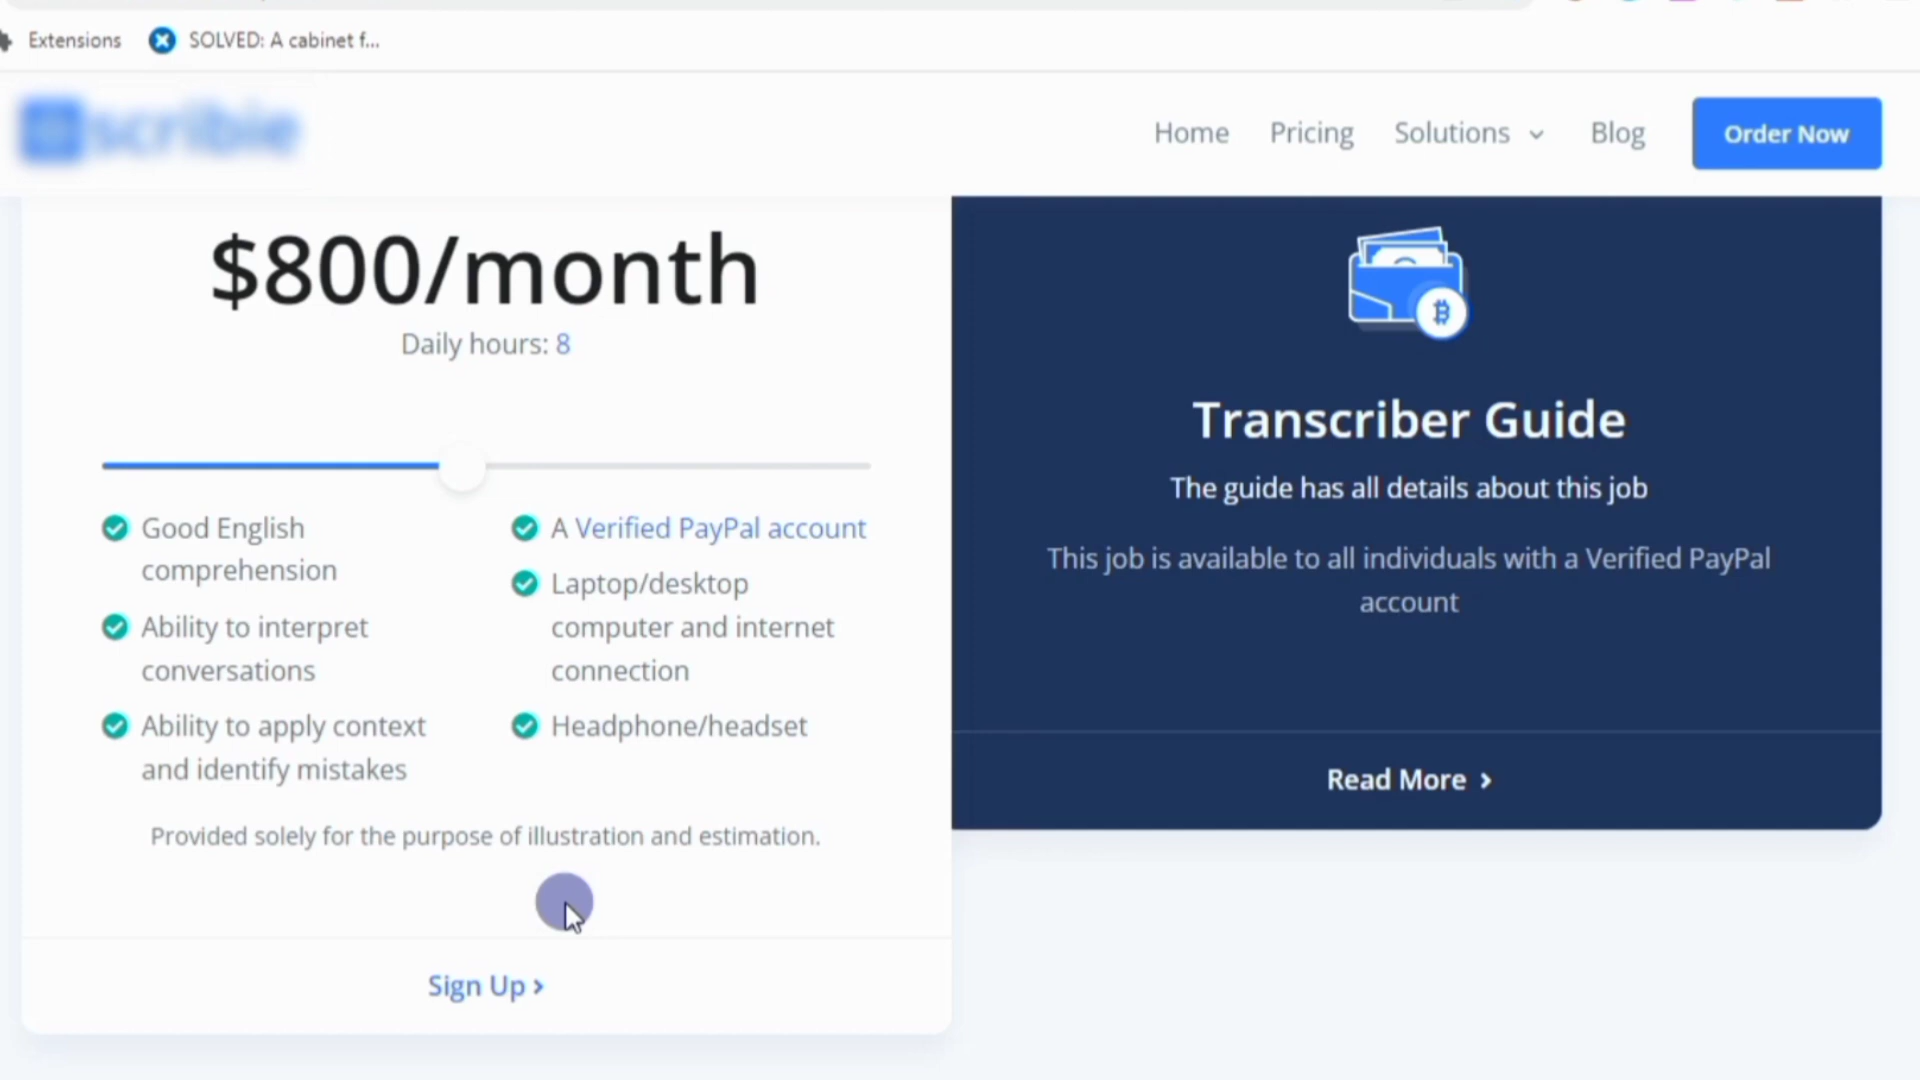 Extensions
SOLVED: A cabinet f...
scribie
Home
Pricing
Solutions
Blog
Order Now
$800/month
Daily hours: 8
Good English
comprehension
Ability to interpret
conversations
Ability to apply context
and identify mistakes
A Verified PayPal account
Laptop/desktop
computer and internet
connection
Headphone/headset
Provided solely for the purpose of illustration and estimation.
Sign Up
Transcriber Guide
The guide has all details about this job
This job is available to all individuals with a Verified PayPal
account
Read More